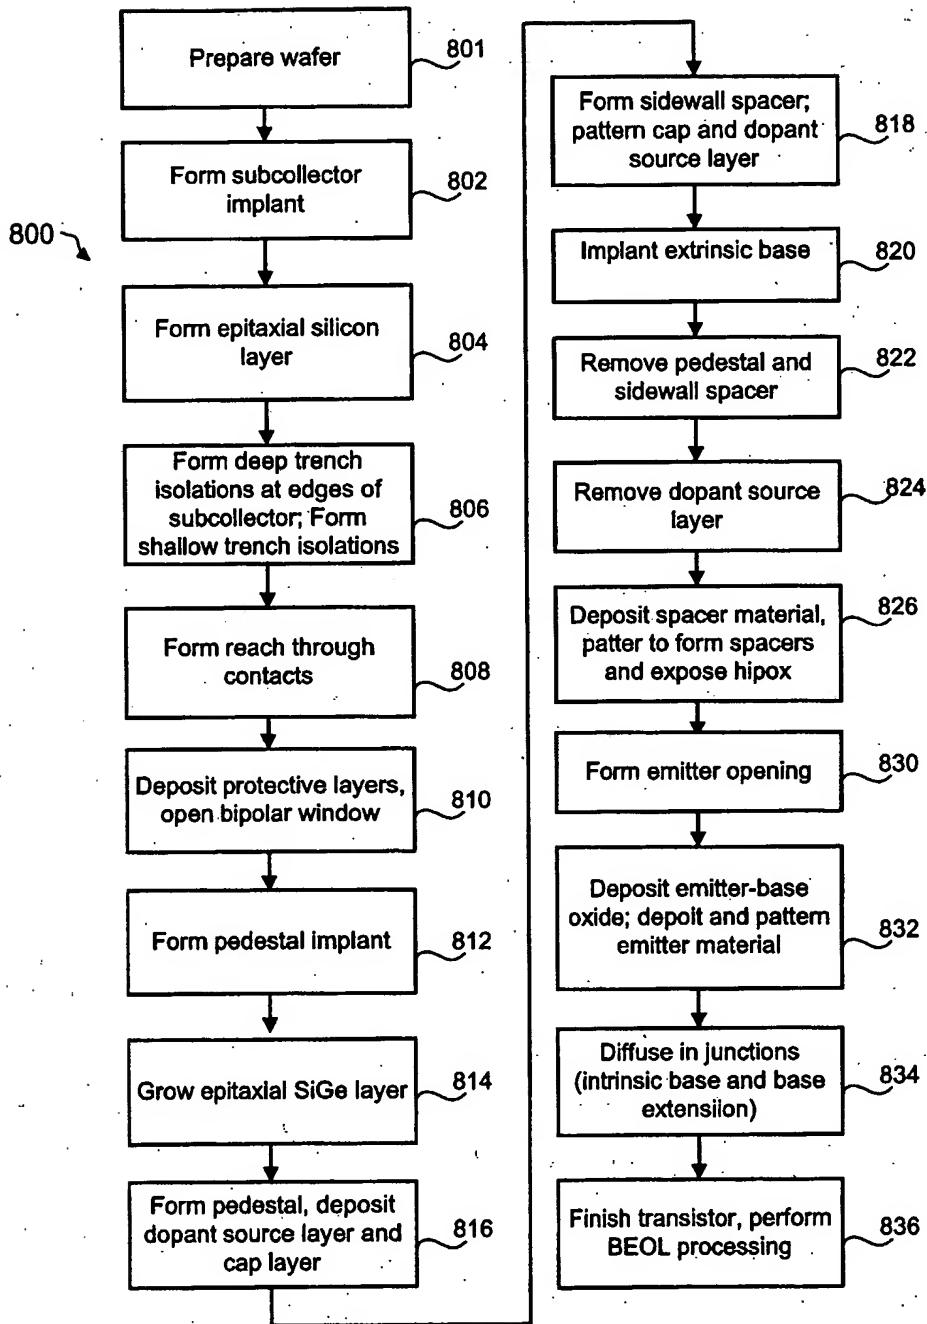 800
Prepare wafer
801
Form subcollector
implant
802
Form epitaxial silicon
layer
804
Form deep trench
isolations at edges of
subcollector; Form
shallow trench isolations
806
Form reach through
contacts
808
Deposit protective layers,
open bipolar window
810
Form pedestal implant
812
Grow epitaxial SiGe layer
814
Form pedestal, deposit
dopant source layer and
cap layer
816
Form sidewall spacer;
pattern cap and dopant
source layer
818
Implant extrinsic base
820
Remove pedestal and
sidewall spacer
822
Remove dopant source
layer
824
Deposit spacer material,
patter to form spacers
and expose hipox
826
Form emitter opening
830
Deposit emitter-base
oxide; depoit and pattern
emitter material
832
Diffuse in junctions
(intrinsic base and base
extensiion)
834
Finish transistor, perform
BEOL processing
836